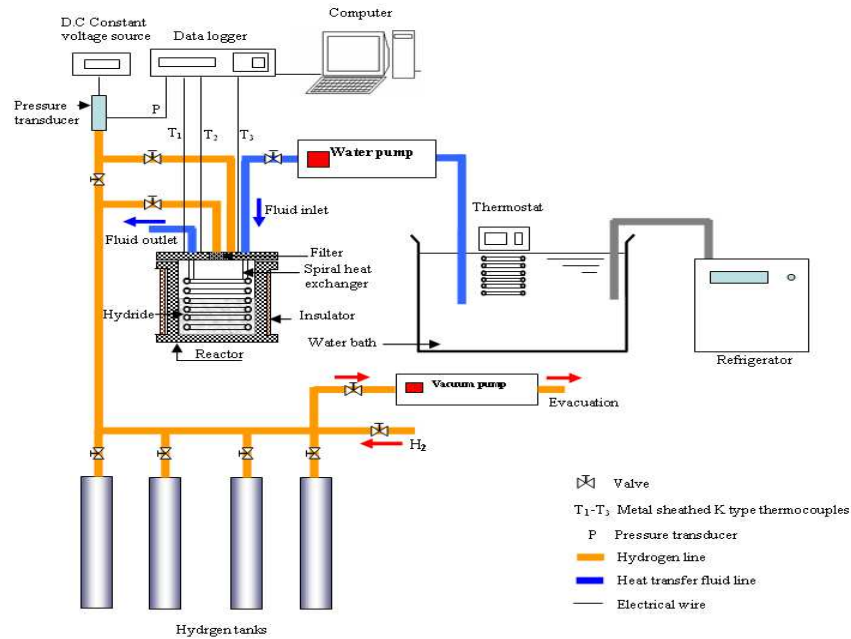 Computer
D.C Constant
voltage source
Data logger
Pressure
transducer
P
T1
T2
T3
Water pump
Fluid inlet
Thermostat
Fluid outlet
Filter
Spiral heat
exchanger
Hydride
Insulator
Reactor
Water bath
Refrigerator
Vacuum pump
Evacuation
H2
Valve
T1-T3 Metal sheathed K type thermocouples
P Pressure transducer
Hydrogen line
Heat transfer fluid line
Electrical wire
Hydrgen tanks